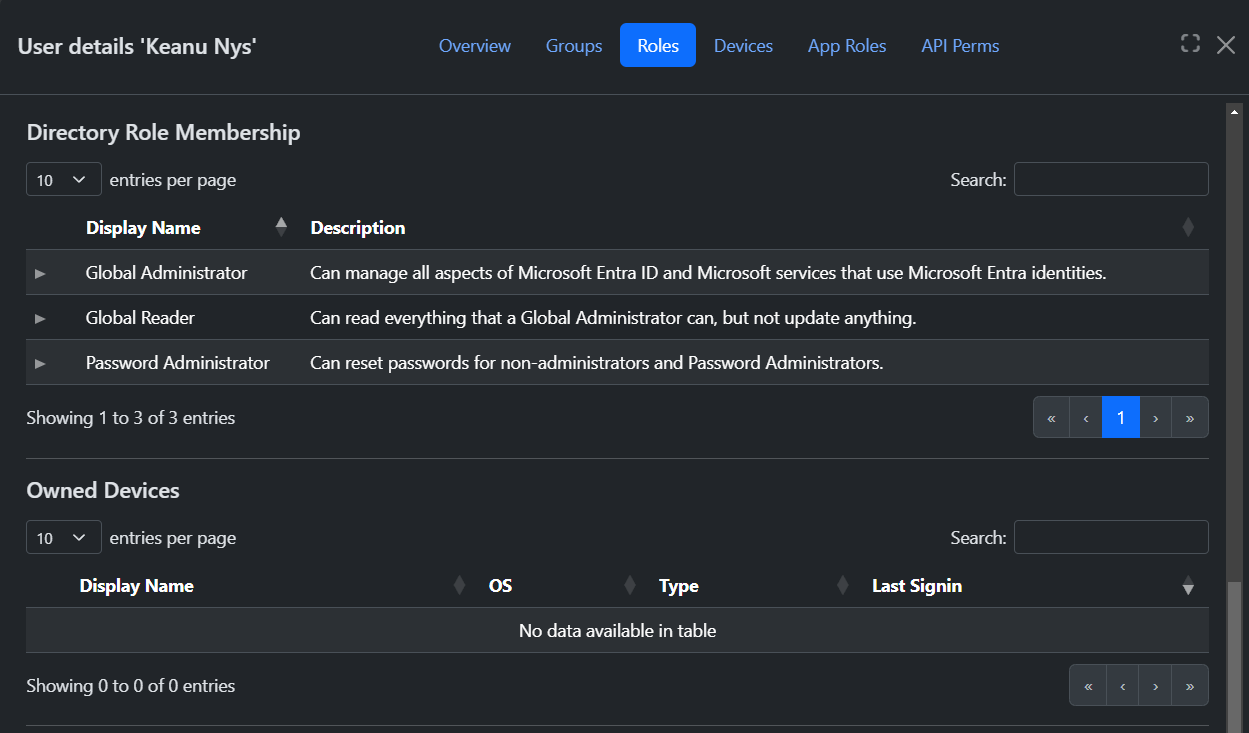 User details 'Keanu Nys' Overview Groups Roles Devices App Roles API Perms
Directory Role Membership
10 entries per page Search:
Display Name Description
Global Administrator Can manage all aspects of Microsoft Entra ID and Microsoft services that use Microsoft Entra identities.
Global Reader Can read everything that a Global Administrator can, but not update anything.
Password Administrator Can reset passwords for non-administrators and Password Administrators.
Showing 1 to 3 of 3 entries « ‹ 1 › »
Owned Devices
10 entries per page Search:
Display Name OS Type Last Signin
No data available in table
Showing 0 to 0 of 0 entries « ‹ › »